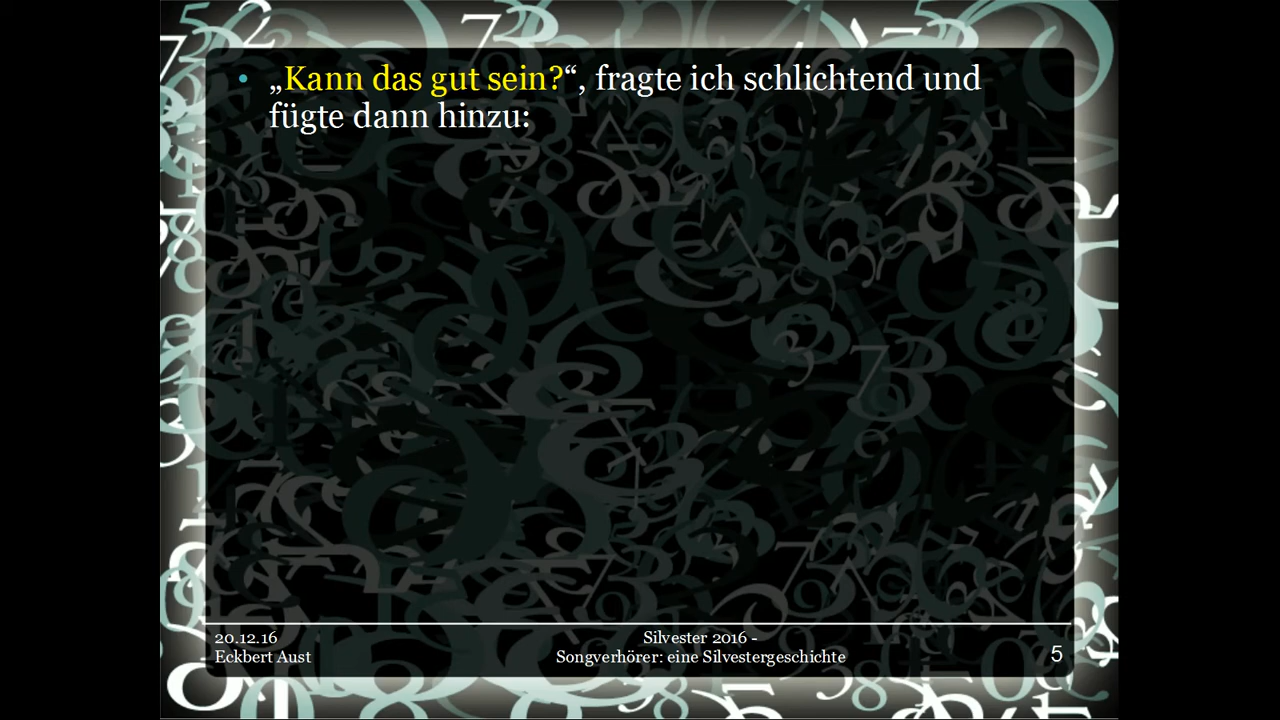 • „Kann das gut sein?“, fragte ich schlichtend und
fügte dann hinzu:
20.12.16
Eckbert Aust
Silvester 2016 -
Songverhörer: eine Silvestergeschichte
5